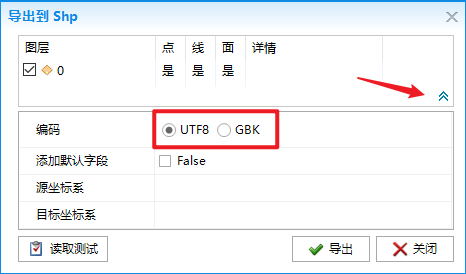 导出到 Shp
图层 点 线 面 详情
0 是 是 是
编码 UTF8 GBK
添加默认字段 False
源坐标系
目标坐标系
读取测试 导出 关闭